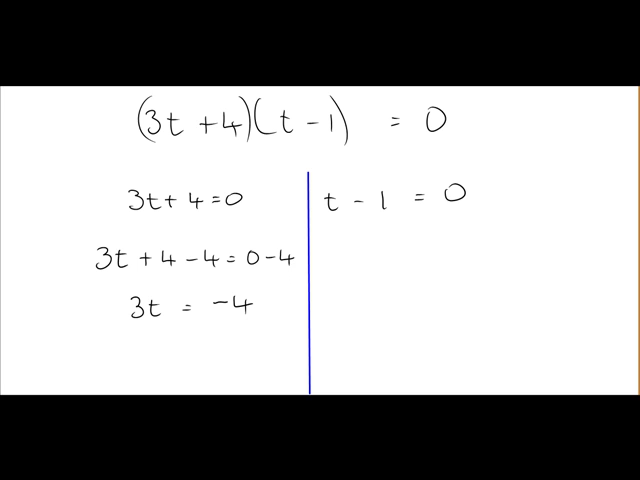 (3t + 4)(t - 1) = 0
3t + 4 = 0
3t + 4 - 4 = 0 - 4
3t = -4
t - 1 = 0